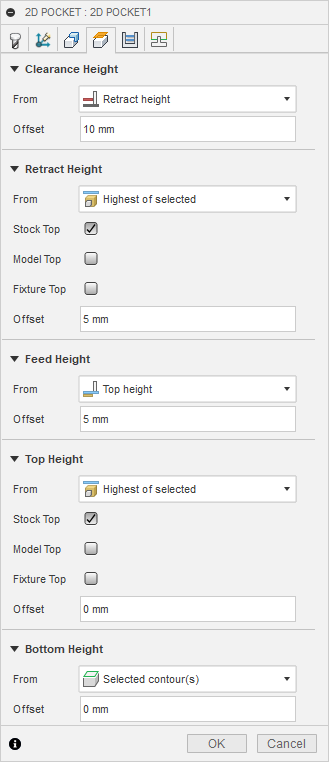 2D POCKET : 2D POCKET1
Clearance Height
From Retract height
Offset 10 mm
Retract Height
From Highest of selected
Stock Top
Model Top
Fixture Top
Offset 5 mm
Feed Height
From Top height
Offset 5 mm
Top Height
From Highest of selected
Stock Top
Model Top
Fixture Top
Offset 0 mm
Bottom Height
From Selected contour(s)
Offset 0 mm
OK Cancel